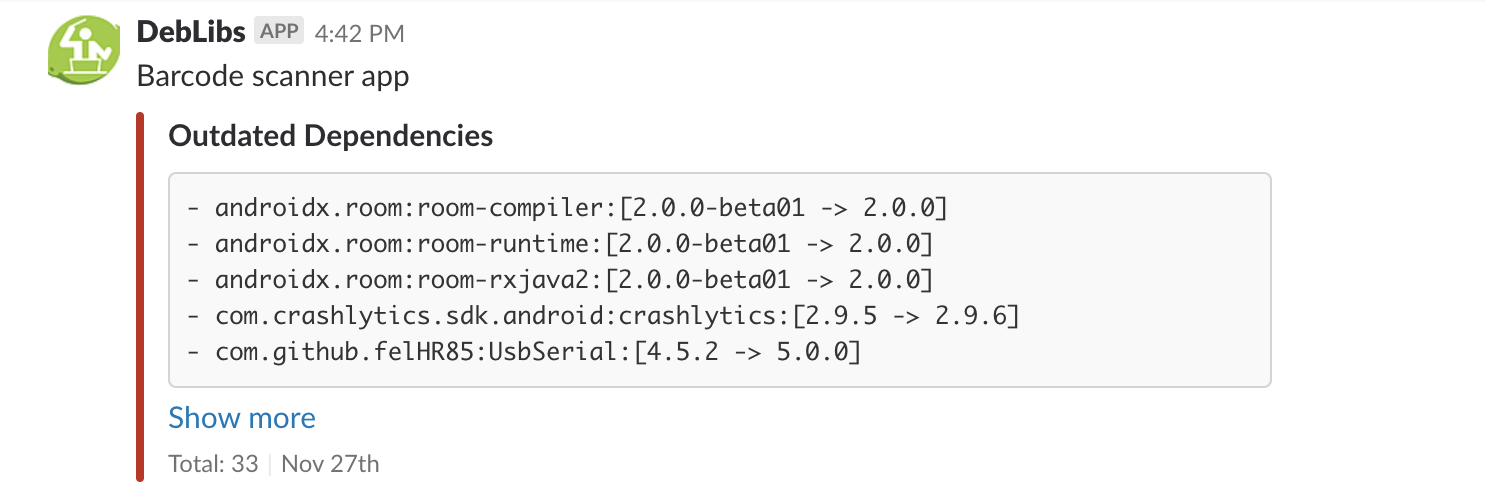 DebLibs APP 4:42 PM
Barcode scanner app
Outdated Dependencies
- androidx.room:room-compiler:[2.0.0-beta01 -> 2.0.0]
- androidx.room:room-runtime:[2.0.0-beta01 -> 2.0.0]
- androidx.room:room-rxjava2:[2.0.0-beta01 -> 2.0.0]
- com.crashlytics.sdk.android:crashlytics:[2.9.5 -> 2.9.6]
- com.github.felHR85:UsbSerial:[4.5.2 -> 5.0.0]
Show more
Total: 33 | Nov 27th